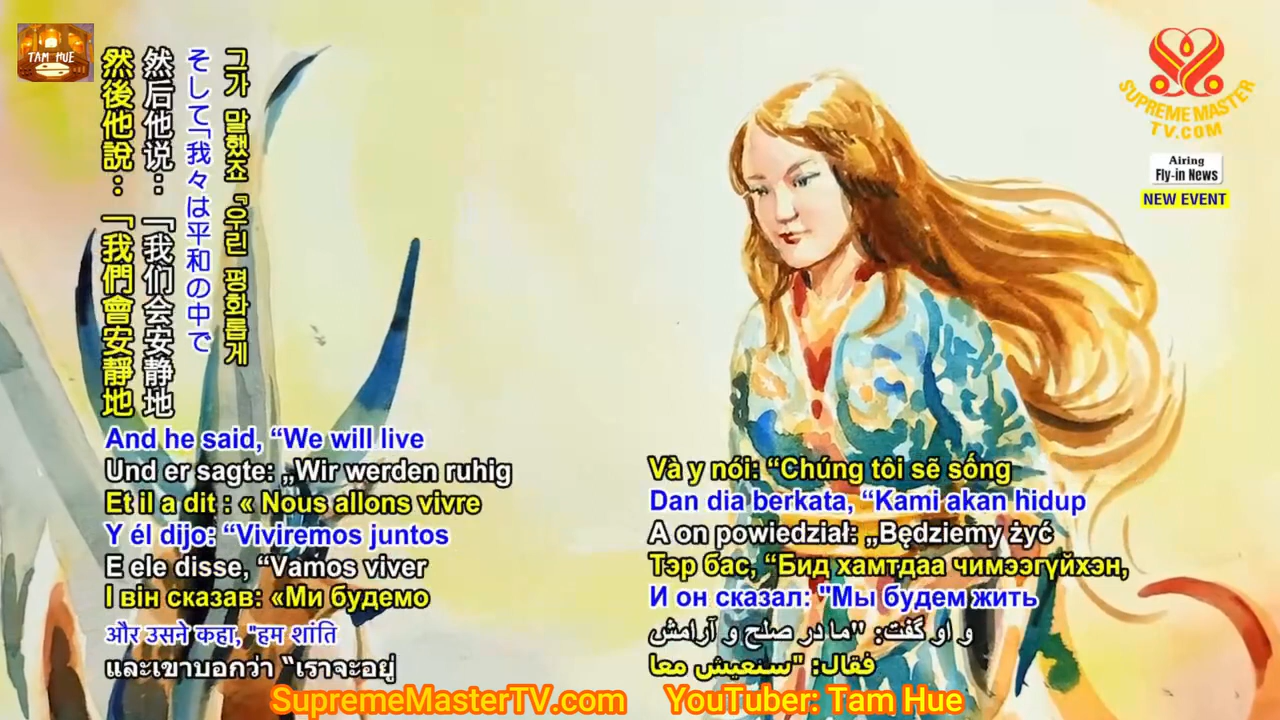 TAM HUE
SUPREME MASTER
TV.COM
Airing
Fly-in News
NEW EVENT
그가 말했죠 『우린 평화롭게
そして「我々は平和の中で
然后他说：「我们会安静地
然後他說：「我們會安靜地
And he said, “We will live
Und er sagte: „Wir werden ruhig
Et il a dit : « Nous allons vivre
Y él dijo: “Viviremos juntos
E ele disse, “Vamos viver
І він сказав: «Ми будемо
और उसने कहा, "हम शांति
และเขาบอกว่า “เราจะอยู่
Và y nói: “Chúng tôi sẽ sống
Dan dia berkata, “Kami akan hidup
A on powiedział: „Będziemy żyć
Тэр бас, “Бид хамтдаа чимээгүйхэн,
И он сказал: "Мы будем жить
و او گفت: "ما در صلح و آرامش
فقال: "سنعيش معا
SupremeMasterTV.com YouTuber: Tam Hue